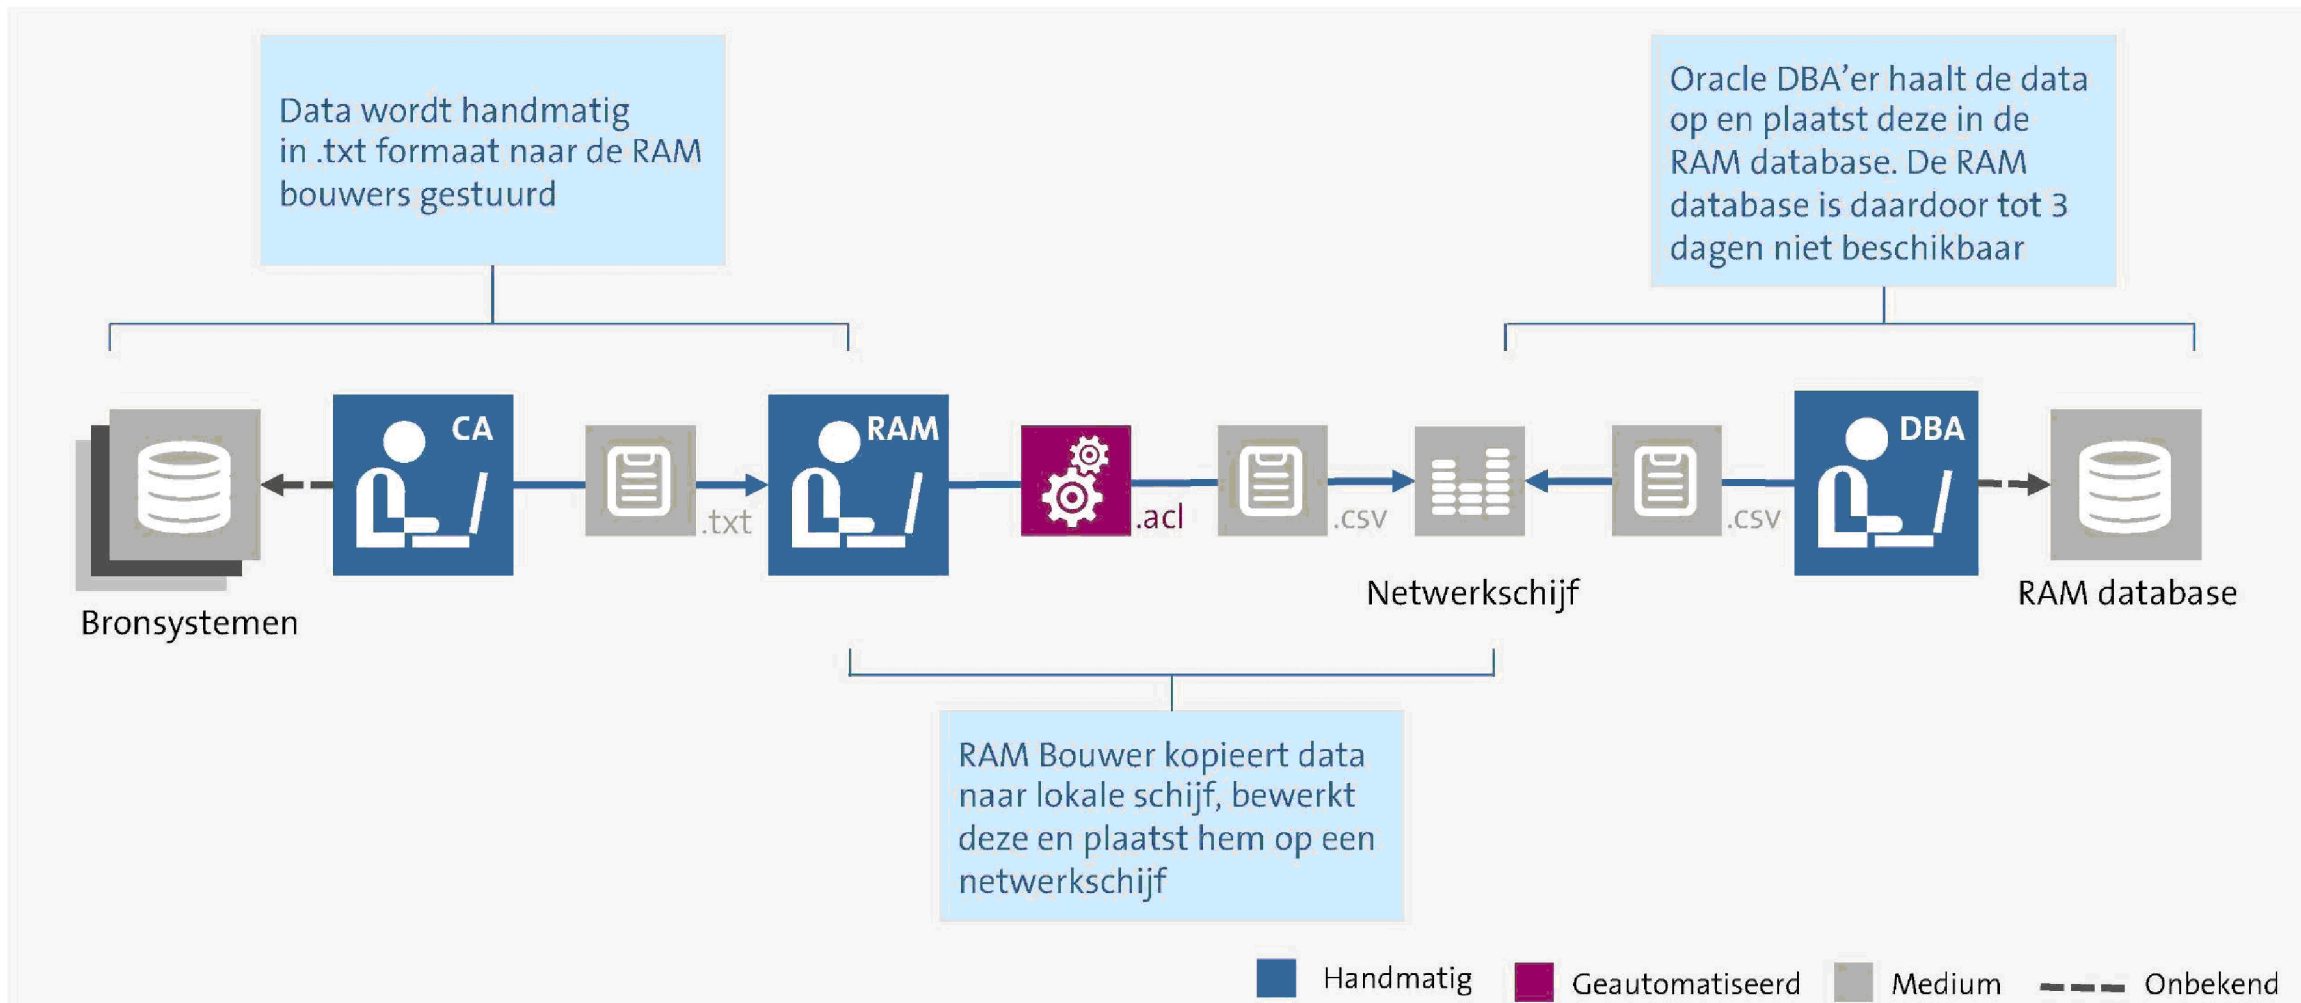 Data wordt handmatig
in .txt formaat naar de RAM
bouwers gestuurd
Oracle DBA’er haalt de data
op en plaatst deze in de
RAM database. De RAM
database is daardoor tot 3
dagen niet beschikbaar
CA
.txt
RAM
.acl
.csv
.csv
DBA
Bronsystemen
Netwerkschijf
RAM database
RAM Bouwer kopieert data
naar lokale schijf, bewerkt
deze en plaatst hem op een
netwerkschijf
Handmatig
Geautomatiseerd
Medium
Onbekend